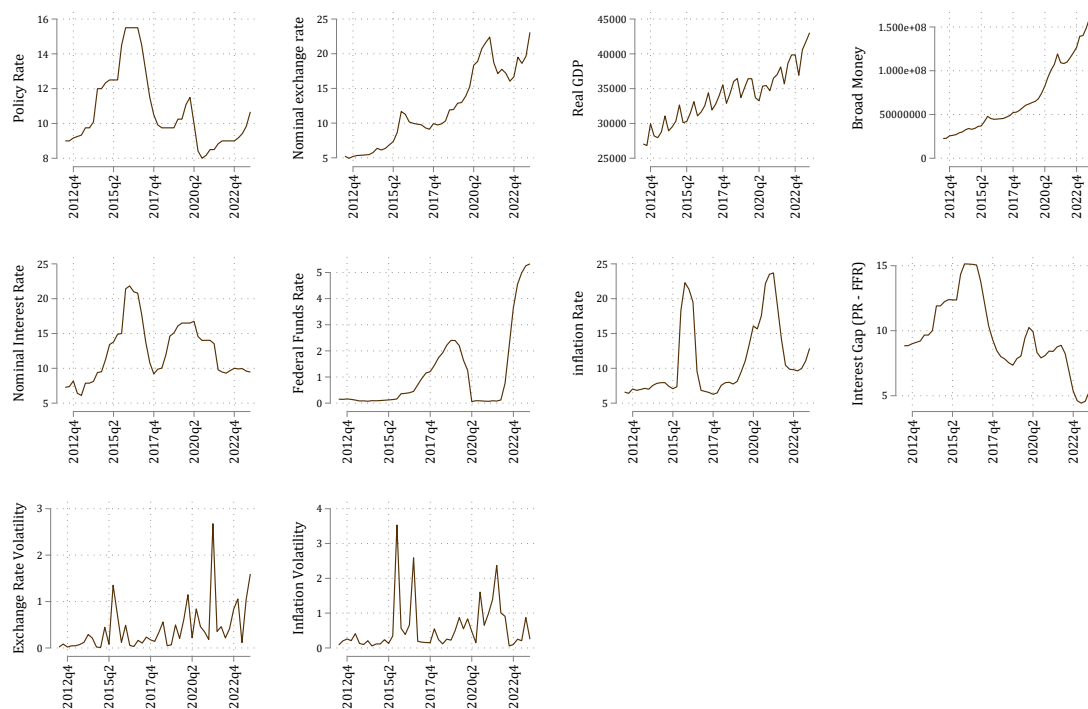 Policy Rate
16
14
12
10
8
2012q4
2015q2
2017q4
2020q2
2022q4
Nominal exchange rate
25
20
15
10
5
2012q4
2015q2
2017q4
2020q2
2022q4
Real GDP
45000
40000
35000
30000
25000
2012q4
2015q2
2017q4
2020q2
2022q4
Broad Money
1.500e+08
1.000e+08
50000000
0
2012q4
2015q2
2017q4
2020q2
2022q4
Nominal Interest Rate
25
20
15
10
5
2012q4
2015q2
2017q4
2020q2
2022q4
Federal Funds Rate
5
4
3
2
1
0
2012q4
2015q2
2017q4
2020q2
2022q4
inflation Rate
25
20
15
10
5
2012q4
2015q2
2017q4
2020q2
2022q4
Interest Gap (PR - FFR)
15
10
5
2012q4
2015q2
2017q4
2020q2
2022q4
Exchange Rate Volatility
3
2
1
0
2012q4
2015q2
2017q4
2020q2
2022q4
Inflation Volatility
4
3
2
1
0
2012q4
2015q2
2017q4
2020q2
2022q4